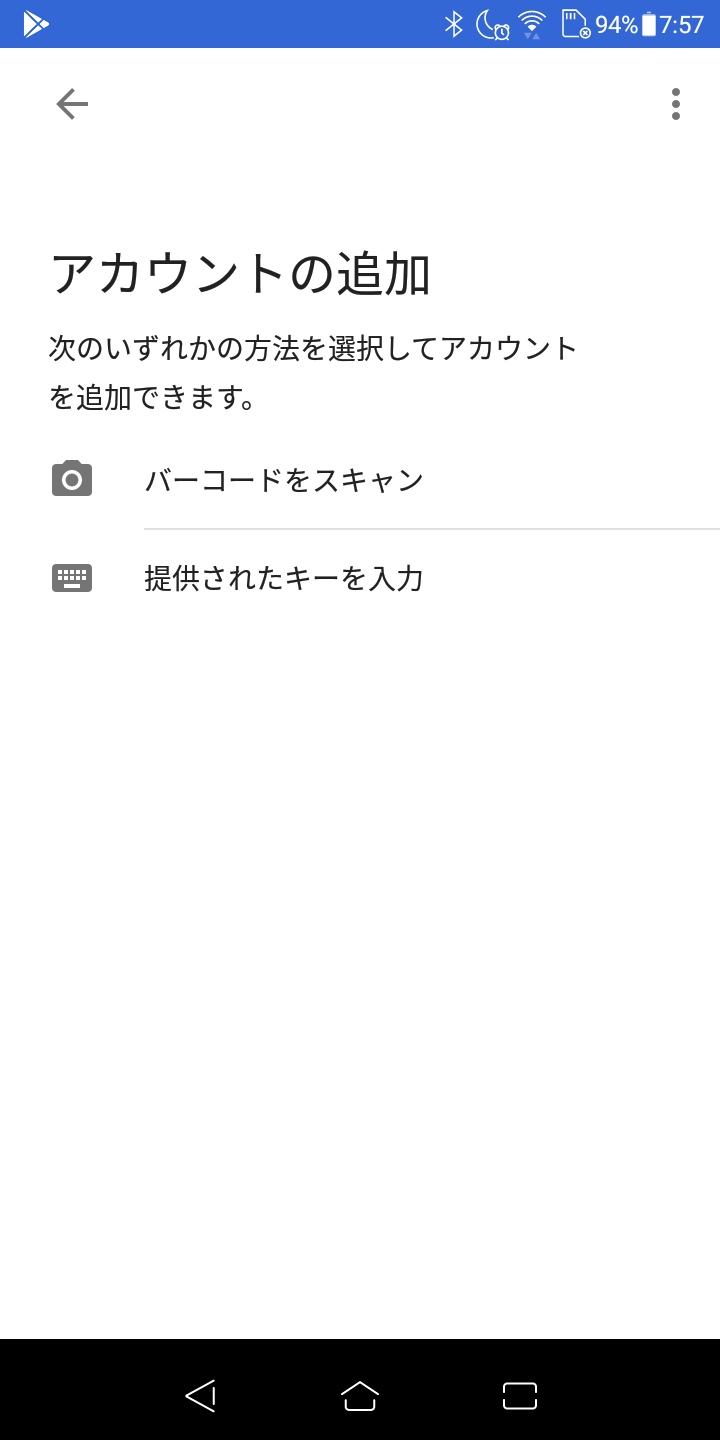 94% 7:57
アカウントの追加
次のいずれかの方法を選択してアカウント
を追加できます。
バーコードをスキャン
提供されたキーを入力